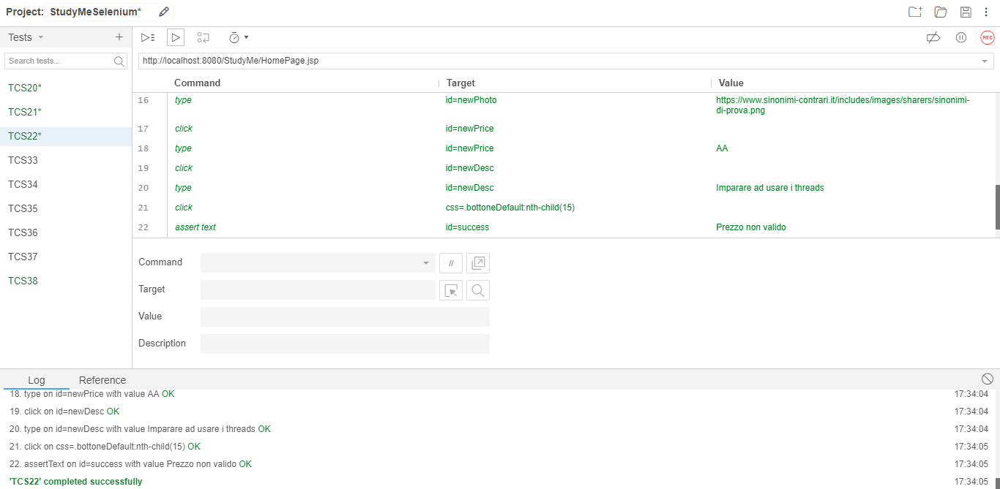 Project: StudyMeSelenium*
Tests
Search tests...
TCS20*
TCS21*
TCS22*
TCS33
TCS34
TCS35
TCS36
TCS37
TCS38
REC
http://localhost:8080/StudyMe/HomePage.jsp
Command Target Value
16 type id=newPhoto https://www.sinonimi-contrari.it/includes/images/sharers/sinonimi-
di-prova.png
17 click id=newPrice
18 type id=newPrice AA
19 click id=newDesc
20 type id=newDesc Imparare ad usare i threads
21 click css=.bottoneDefault:nth-child(15)
22 assert text id=success Prezzo non valido
Command //
Target
Value
Description
Log Reference
18. type on id=newPrice with value AA OK 17:34:04
19. click on id=newDesc OK 17:34:04
20. type on id=newDesc with value Imparare ad usare i threads OK 17:34:04
21. click on css=.bottoneDefault:nth-child(15) OK 17:34:05
22. assertText on id=success with value Prezzo non valido OK 17:34:05
'TCS22' completed successfully 17:34:05